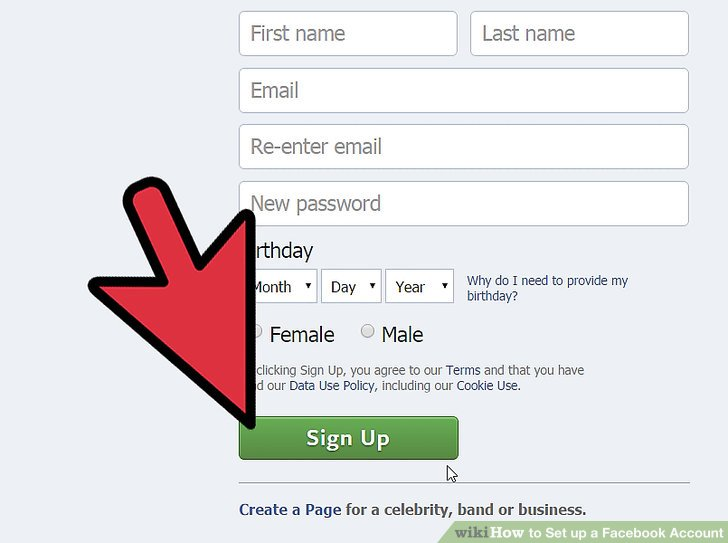 First name Last name
Email
Re-enter email
New password
irthday
Month Day Year Why do I need to provide my
birthday?
Female Male
clicking Sign Up, you agree to our Terms and that you have
d our Data Use Policy, including our Cookie Use.
Sign Up
Create a Page for a celebrity, band or business.
wikiHow to Set up a Facebook Account